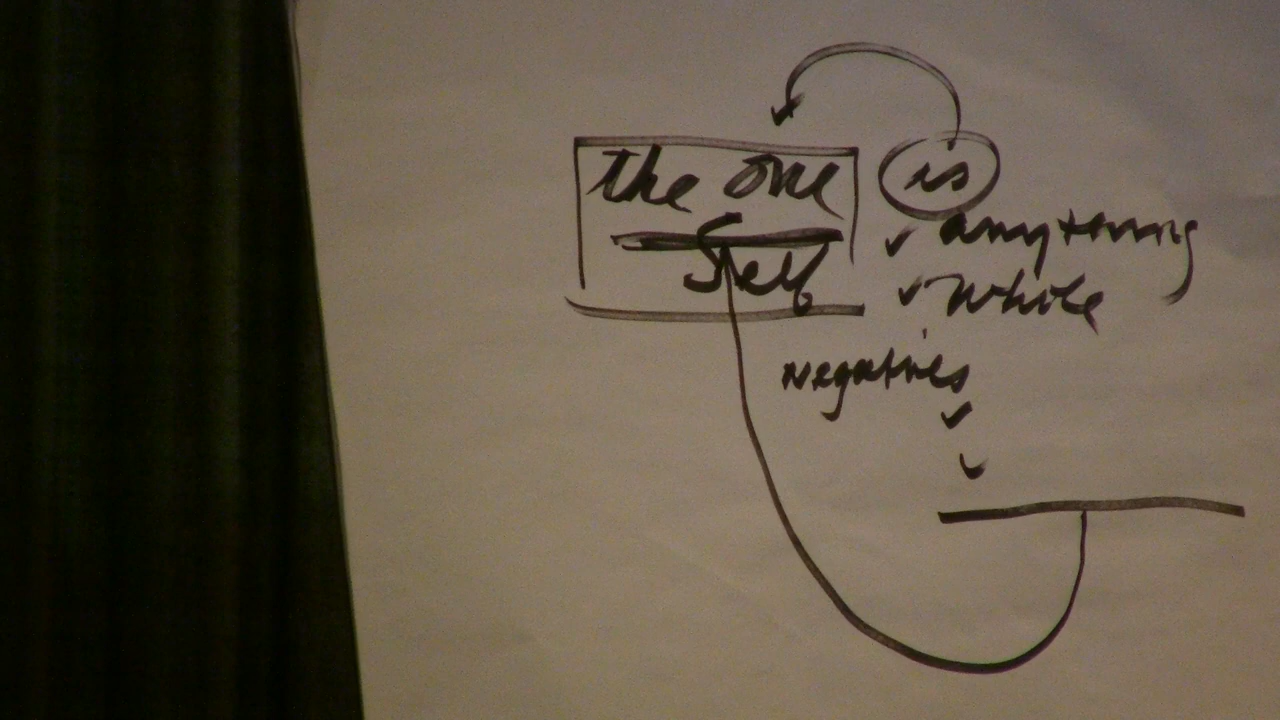 the one is
self
anything
whole
negatives